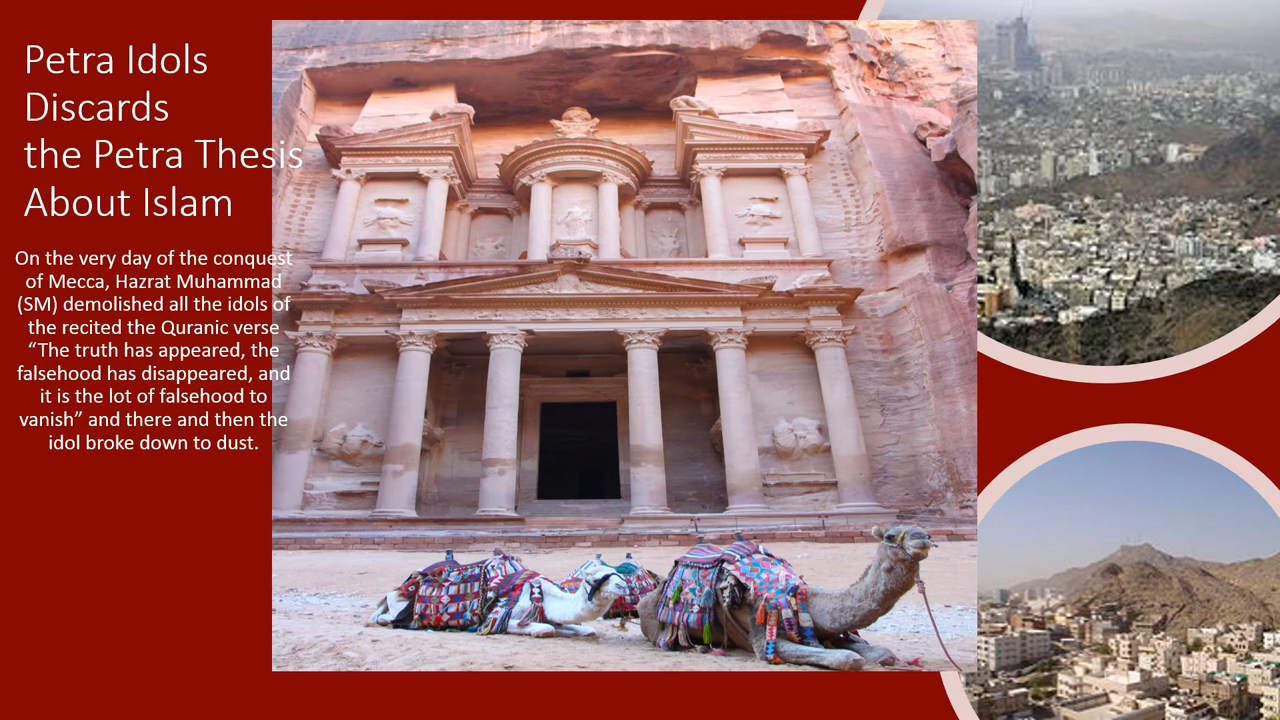 Petra Idols
Discards
the Petra Thesis
About Islam
On the very day of the conquest
of Mecca, Hazrat Muhammad
(SM) demolished all the idols of
the recited the Quranic verse
“The truth has appeared, the
falsehood has disappeared, and
it is the lot of falsehood to
vanish” and there and then the
idol broke down to dust.